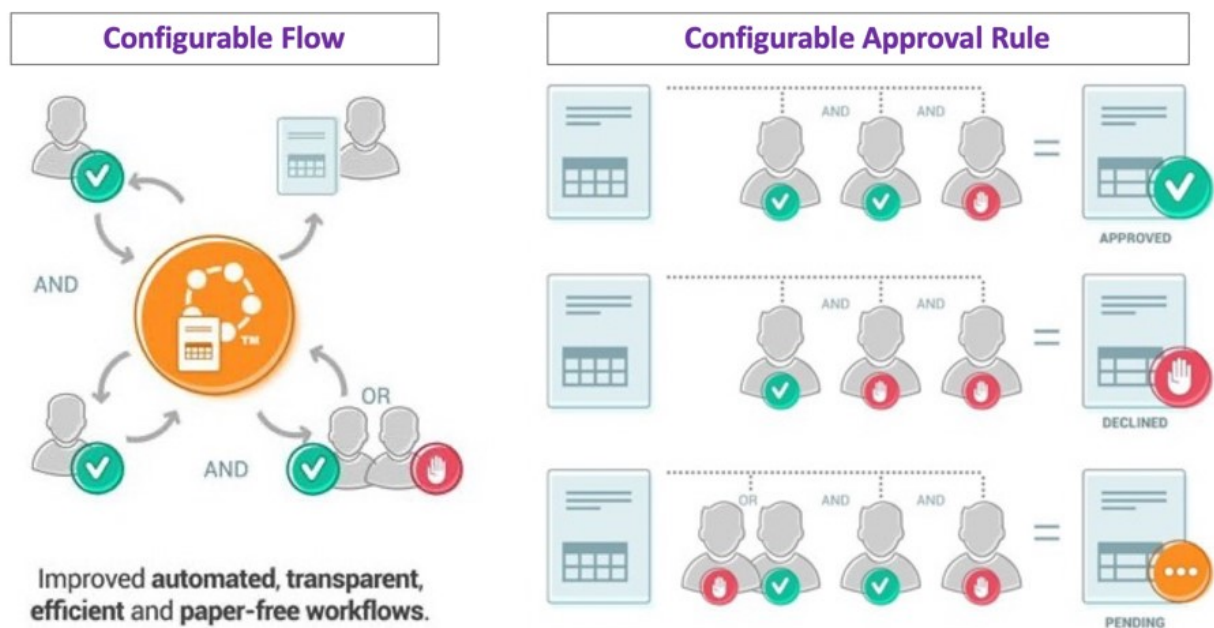 Configurable Flow
AND
TM
OR
AND
Improved automated, transparent,
efficient and paper-free workflows.
Configurable Approval Rule
AND AND
=
APPROVED
AND AND
=
DECLINED
OR AND AND
=
PENDING